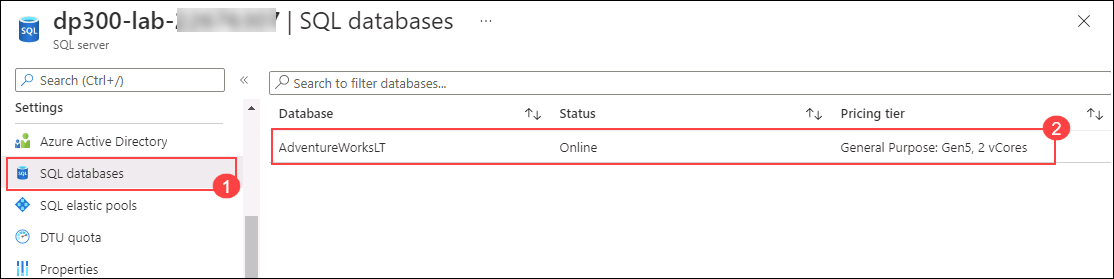 dp300-lab- | SQL databases ...
SQL
SQL server
Search (Ctrl+/)
«
Search to filter databases...
Settings
Database ↑↓ Status ↑↓ Pricing tier ↑↓
2
Azure Active Directory
AdventureWorksLT Online General Purpose: Gen5, 2 vCores
SQL databases
1
SQL elastic pools
DTU quota
Properties